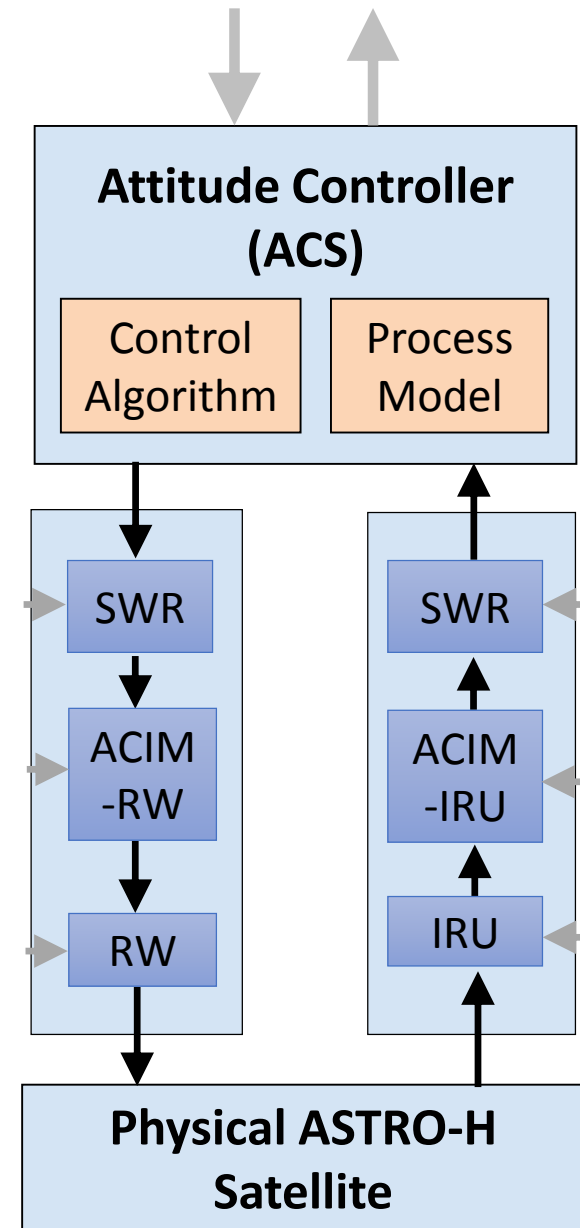 Attitude Controller
(ACS)
Control
Algorithm
Process
Model
SWR
ACIM
-RW
RW
SWR
ACIM
-IRU
IRU
Physical ASTRO-H
Satellite